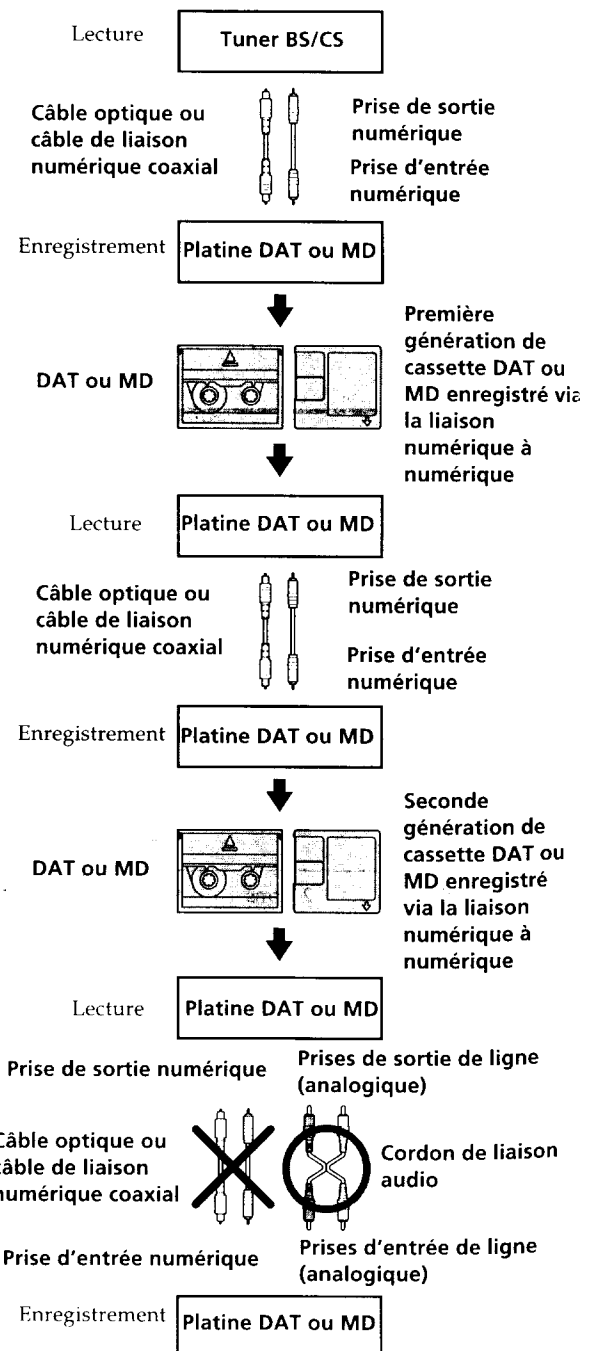 Lecture
Tuner BS/CS
Câble optique ou
câble de liaison
numérique coaxial
Prise de sortie
numérique
Prise d'entrée
numérique
Enregistrement
Platine DAT ou MD
DAT ou MD
Première
génération de
cassette DAT ou
MD enregistré via
la liaison
numérique à
numérique
Lecture
Platine DAT ou MD
Câble optique ou
câble de liaison
numérique coaxial
Prise de sortie
numérique
Prise d'entrée
numérique
Enregistrement
Platine DAT ou MD
DAT ou MD
Seconde
génération de
cassette DAT ou
MD enregistré
via la liaison
numérique à
numérique
Lecture
Platine DAT ou MD
Prise de sortie numérique
Prises de sortie de ligne
(analogique)
Câble optique ou
câble de liaison
numérique coaxial
Cordon de liaison
audio
Prise d'entrée numérique
Prises d'entrée de ligne
(analogique)
Enregistrement
Platine DAT ou MD